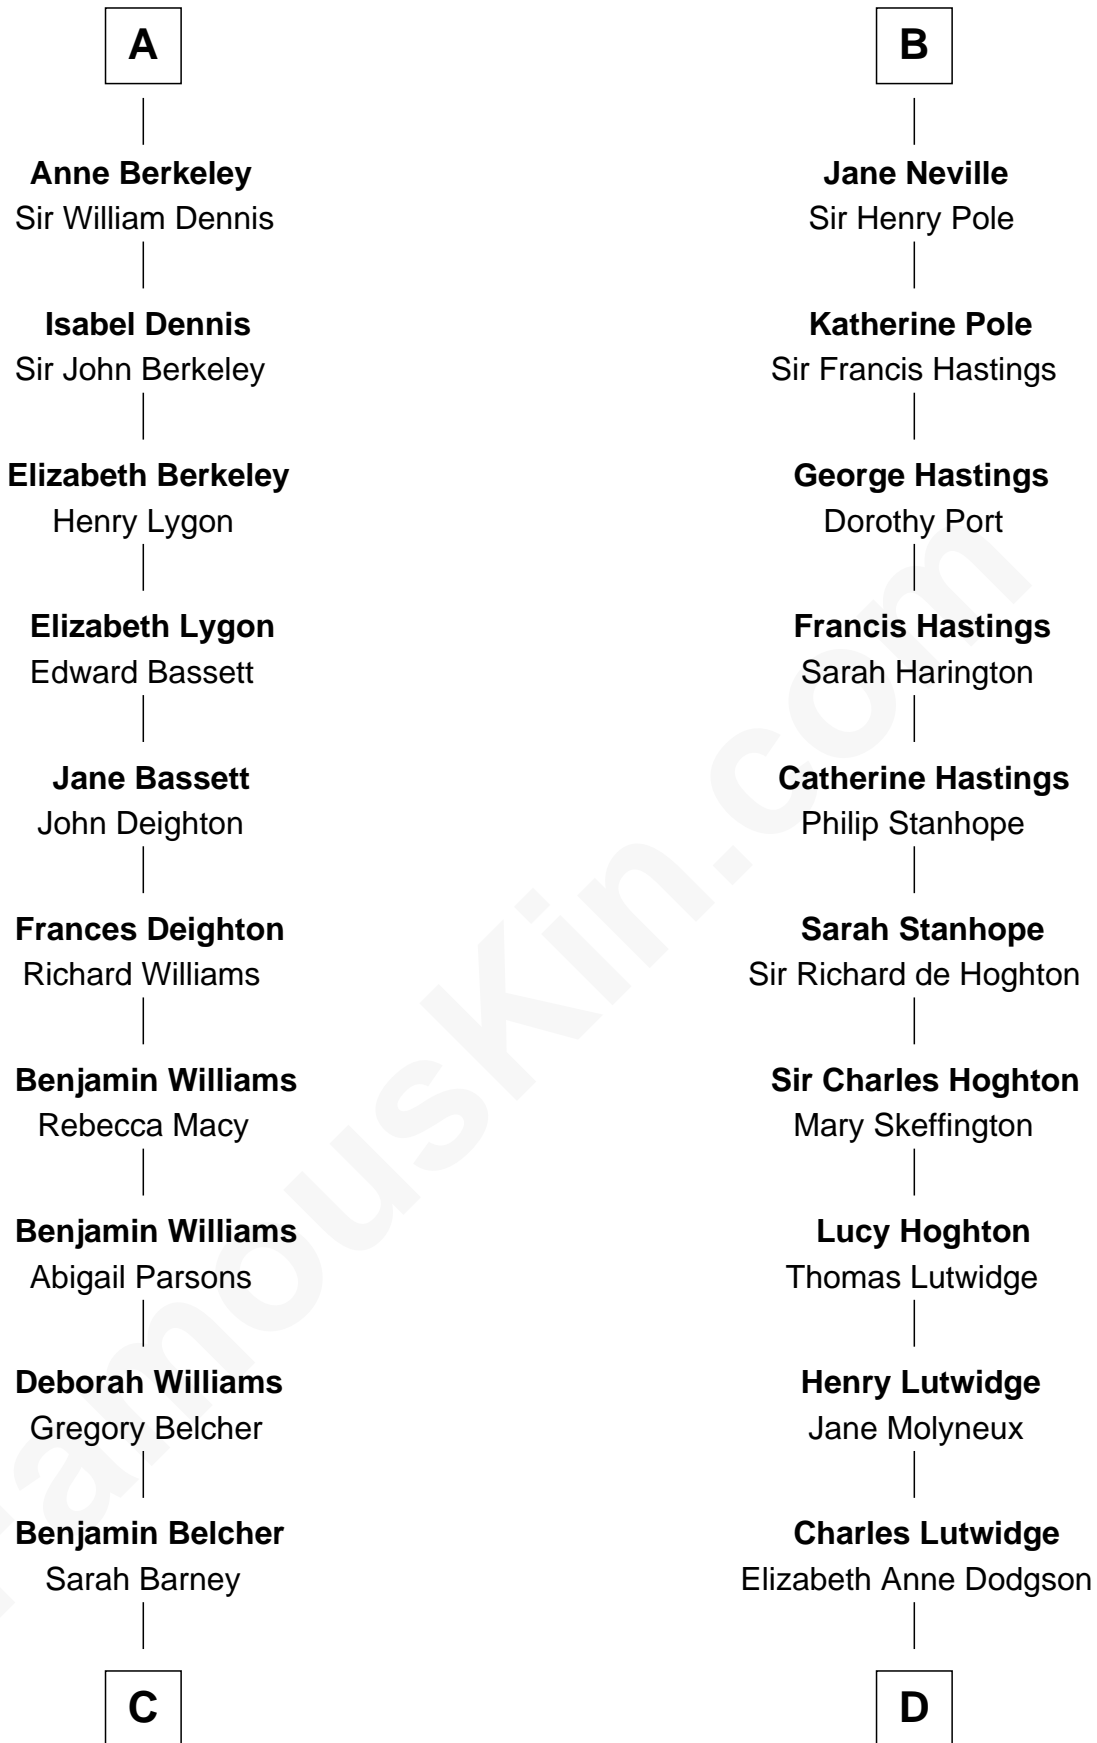 A
Anne Berkeley
Sir William Dennis
Isabel Dennis
Sir John Berkeley
Elizabeth Berkeley
Henry Lygon
Elizabeth Lygon
Edward Bassett
Jane Bassett
John Deighton
Frances Deighton
Richard Williams
Benjamin Williams
Rebecca Macy
Benjamin Williams
Abigail Parsons
Deborah Williams
Gregory Belcher
Benjamin Belcher
Sarah Barney
C
B
Jane Neville
Sir Henry Pole
Katherine Pole
Sir Francis Hastings
George Hastings
Dorothy Port
Francis Hastings
Sarah Harington
Catherine Hastings
Philip Stanhope
Sarah Stanhope
Sir Richard de Hoghton
Sir Charles Hoghton
Mary Skeffington
Lucy Hoghton
Thomas Lutwidge
Henry Lutwidge
Jane Molyneux
Charles Lutwidge
Elizabeth Anne Dodgson
D
FamousKin.com